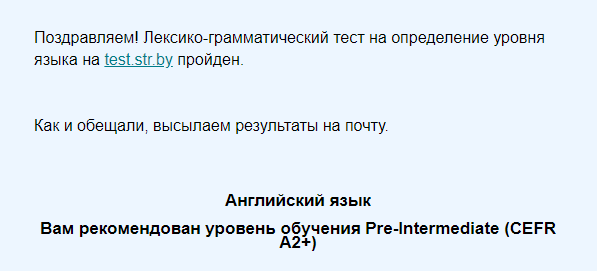 Поздравляем! Лексико-грамматический тест на определение уровня
языка на test.str.by пройден.
Как и обещали, высылаем результаты на почту.
Английский язык
Вам рекомендован уровень обучения Pre-Intermediate (CEFR
A2+)